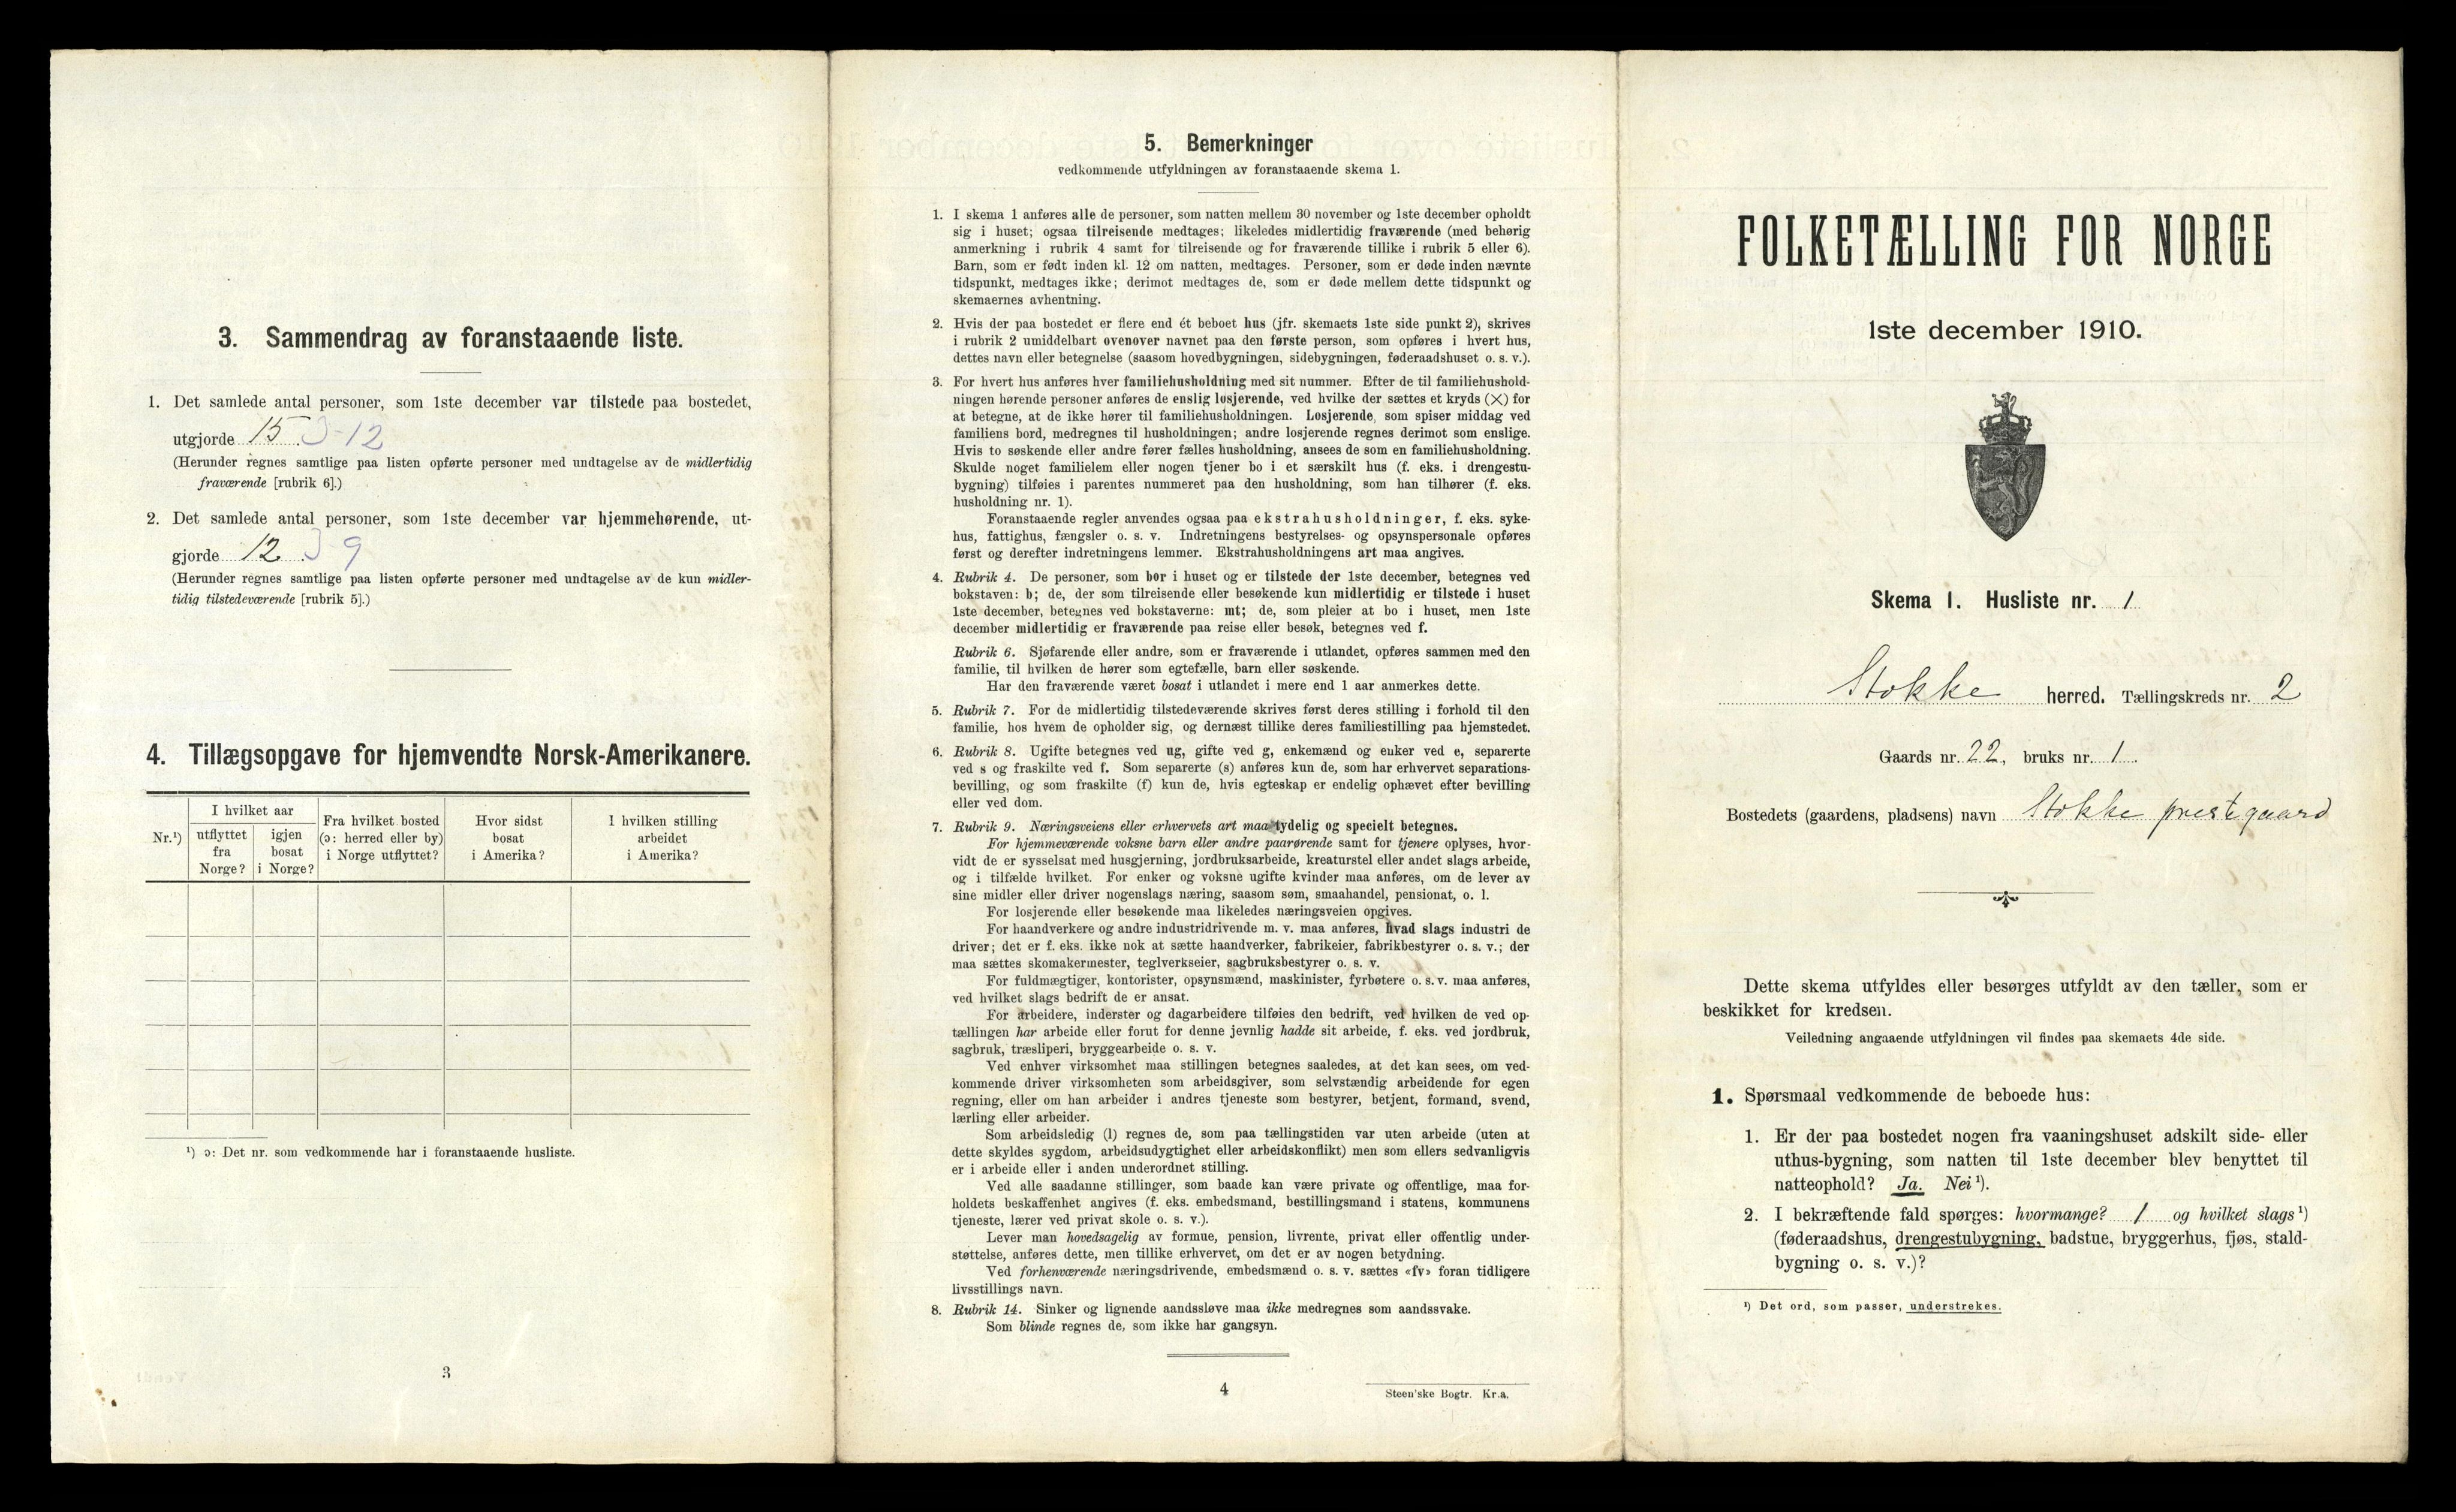 3. Sammendrag av foranstaaende liste.
1. Det samlede antal personer, som 1ste december var tilstede paa bostedet,
utgjorde 15. 3-12
(Herunder regnes samtlige paa listen opførte personer med undtagelse av de midlertidig
fraværende [rubrik 6].)
2. Det samlede antal personer, som 1ste december var hjemmehørende, ut-
gjorde 12. 3 9
(Herunder regnes samtlige paa listen opførte personer med undtagelse av de kun midler-
tidig tilstedeværende [rubrik 5].)
4. Tillægsopgave for hjemvendte Norsk-Amerikanere.
Nr.¹)
I hvilket aar
utflyttet
fra
Norge?
igjen
bosat
i Norge?
Fra hvilket bosted
(ɔ: herred eller by)
i Norge utflyttet?
Hvor sidst
bosat
i Amerika?
I hvilken stilling
arbeidet
i Amerika?
¹) ɔ: Det nr. som vedkommende har i foranstaaende husliste.
3
5. Bemerkninger
vedkommende utfyldningen av foranstaaende skema 1.
1. I skema 1 anføres alle de personer, som natten mellem 30 november og 1ste december opholdt
sig i huset; ogsaa tilreisende medtages; likeledes midlertidig fraværende (med behørig
anmerkning i rubrik 4 samt for tilreisende og for fraværende tillike i rubrik 5 eller 6).
Barn, som er født inden kl. 12 om natten, medtages. Personer, som er døde inden nævnte
tidspunkt, medtages ikke; derimot medtages de, som er døde mellem dette tidspunkt og
skemaernes avhentning.
2. Hvis der paa bostedet er flere end ét beboet hus (jfr. skemaets 1ste side punkt 2), skrives
i rubrik 2 umiddelbart ovenover navnet paa den første person, som opføres i hvert hus,
dettes navn eller betegnelse (saasom hovedbygningen, sidebygningen, føderaadshuset o. s. v.).
3. For hvert hus anføres hver familiehusholdning med sit nummer. Efter de til familiehushold-
ningen hørende personer anføres de enslig losjerende, ved hvilke der sættes et kryds (×) for
at betegne, at de ikke hører til familiehusholdningen. Losjerende, som spiser middag ved
familiens bord, medregnes til husholdningen; andre losjerende regnes derimot som enslige.
Hvis to søskende eller andre fører fælles husholdning, ansees de som en familiehusholdning.
Skulde noget familielem eller nogen tjener bo i et særskilt hus (f. eks. i drengestu-
bygning) tilføies i parentes nummeret paa den husholdning, som han tilhører (f. eks.
husholdning nr. 1).
Foranstaaende regler anvendes ogsaa paa ekstrahusholdninger, f. eks. syke-
hus, fattighus, fængsler o. s. v. Indretningens bestyrelses- og opsynspersonale opføres
først og derefter indretningens lemmer. Ekstrahusholdningens art maa angives.
4. Rubrik 4. De personer, som bor i huset og er tilstede der 1ste december, betegnes ved
bokstaven: b; de, der som tilreisende eller besøkende kun midlertidig er tilstede i huset
1ste december, betegnes ved bokstaverne: mt; de, som pleier at bo i huset, men 1ste
december midlertidig er fraværende paa reise eller besøk, betegnes ved f.
Rubrik 6. Sjøfarende eller andre, som er fraværende i utlandet, opføres sammen med den
familie, til hvilken de hører som egtefælle, barn eller søskende.
Har den fraværende været bosat i utlandet i mere end 1 aar anmerkes dette.
5. Rubrik 7. For de midlertidig tilstedeværende skrives først deres stilling i forhold til den
familie, hos hvem de opholder sig, og dernæst tillike deres familiestilling paa hjemstedet.
6. Rubrik 8. Ugifte betegnes ved ug, gifte ved g, enkemænd og enker ved e, separerte
ved s og fraskilte ved f. Som separerte (s) anføres kun de, som har erhvervet separations-
bevilling, og som fraskilte (f) kun de, hvis egteskap er endelig ophævet efter bevilling
eller ved dom.
7. Rubrik 9. Næringsveiens eller erhvervets art maa tydelig og specielt betegnes.
For hjemmeværende voksne barn eller andre paarørende samt for tjenere oplyses, hvor-
vidt de er sysselsat med husgjerning, jordbruksarbeide, kreaturstel eller andet slags arbeide,
og i tilfælde hvilket. For enker og voksne ugifte kvinder maa anføres, om de lever av
sine midler eller driver nogenslags næring, saasom søm, smaahandel, pensionat, o. l.
For losjerende eller besøkende maa likeledes næringsveien opgives.
For haandverkere og andre industridrivende m. v. maa anføres, hvad slags industri de
driver; det er f. eks. ikke nok at sætte haandverker, fabrikeier, fabrikbestyrer o. s. v.; der
maa sættes skomakermester, teglverkseier, sagbruksbestyrer o. s. v.
For fuldmægtiger, kontorister, opsynsmænd, maskinister, fyrbøtere o. s. v. maa anføres,
ved hvilket slags bedrift de er ansat.
For arbeidere, inderster og dagarbeidere tilføies den bedrift, ved hvilken de ved op-
tællingen har arbeide eller forut for denne jevnlig hadde sit arbeide, f. eks. ved jordbruk,
sagbruk, træsliperi, bryggearbeide o. s. v.
Ved enhver virksomhet maa stillingen betegnes saaledes, at det kan sees, om ved-
kommende driver virksomheten som arbeidsgiver, som selvstændig arbeidende for egen
regning, eller om han arbeider i andres tjeneste som bestyrer, betjent, formand, svend,
lærling eller arbeider.
Som arbeidsledig (l) regnes de, som paa tællingstiden var uten arbeide (uten at
dette skyldes sygdom, arbeidsudygtighet eller arbeidskonflikt) men som ellers sedvanligvis
er i arbeide eller i anden underordnet stilling.
Ved alle saadanne stillinger, som baade kan være private og offentlige, maa for-
holdets beskaffenhet angives (f. eks. embedsmand, bestillingsmand i statens, kommunens
tjeneste, lærer ved privat skole o. s. v.).
Lever man hovedsagelig av formue, pension, livrente, privat eller offentlig under-
støttelse, anføres dette, men tillike erhvervet, om det er av nogen betydning.
Ved forhenværende næringsdrivende, embedsmænd o. s. v. sættes «fv» foran tidligere
livsstillings navn.
8. Rubrik 14. Sinker og lignende aandssløve maa ikke medregnes som aandssvake.
Som blinde regnes de, som ikke har gangsyn.
4
Steen'ske Bogtr. Kr.a.
FOLKETÆLLING FOR NORGE
1ste december 1910.
Skema 1. Husliste nr. 1
Stokke herred. Tællingskreds nr. 2
Gaards nr. 22, bruks nr. 1.
Bostedets (gaardens, pladsens) navn Stokke prestegaard
Dette skema utfyldes eller besørges utfyldt av den tæller, som er
beskikket for kredsen.
Veiledning angaaende utfyldningen vil findes paa skemaets 4de side.
1. Spørsmaal vedkommende de beboede hus:
1. Er der paa bostedet nogen fra vaaningshuset adskilt side- eller
uthus-bygning, som natten til 1ste december blev benyttet til
natteophold? Ja. Nei¹).
2. I bekræftende fald spørges: hvormange? 1 og hvilket slags¹)
(føderaadshus, drengestubygning, badstue, bryggerhus, fjøs, stald-
bygning o. s. v.)?
¹) Det ord, som passer, understrekes.